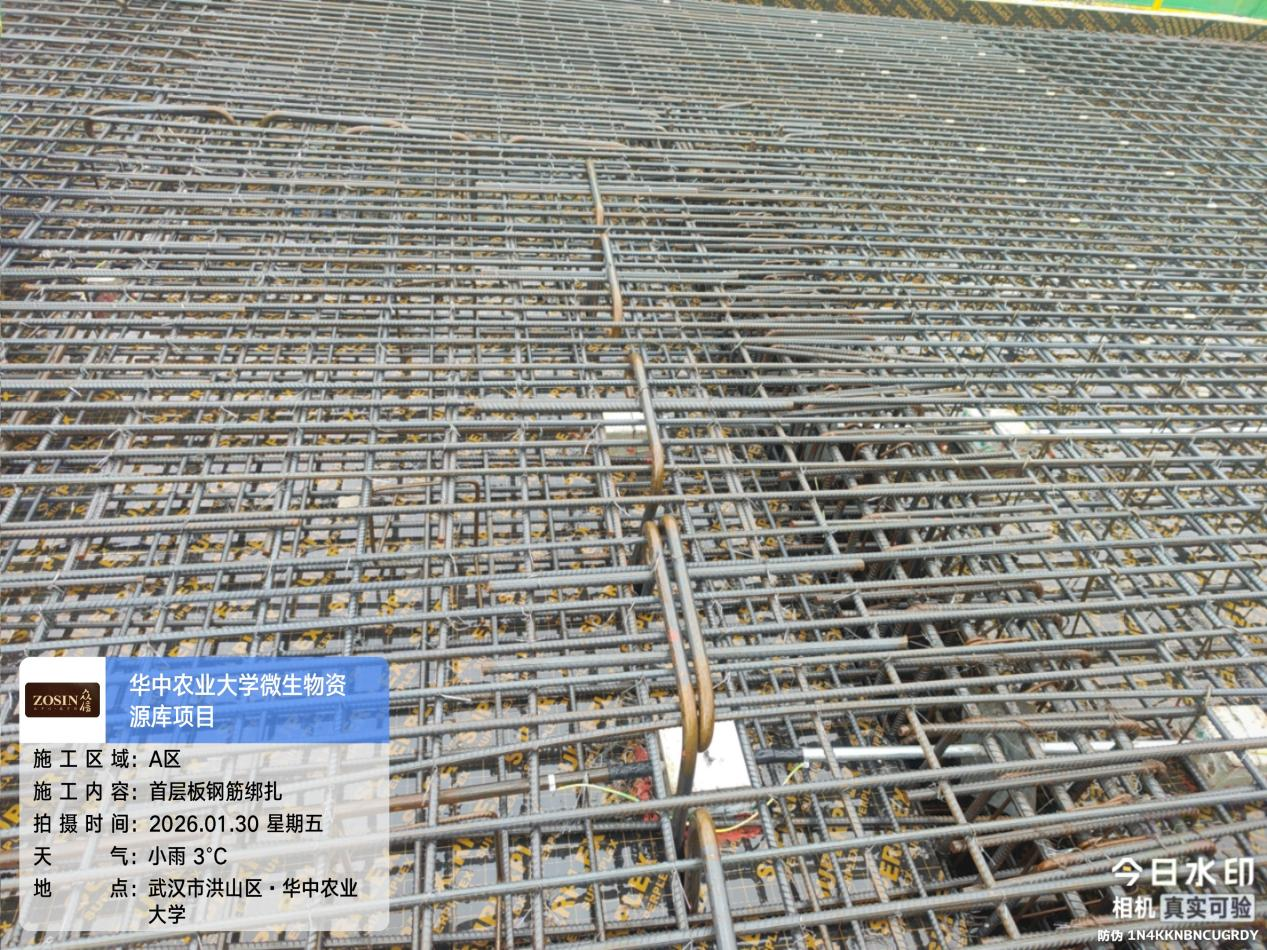 ZOSIN 众信
华中农业大学微生物资
源库项目
施工区域：A区
施工内容：首层板钢筋绑扎
拍摄时间：2026.01.30 星期五
天气：小雨 3℃
地点：武汉市洪山区·华中农业
大学
今日水印
相机 真实可验
防伪 1N4KKNBNCUGRDY